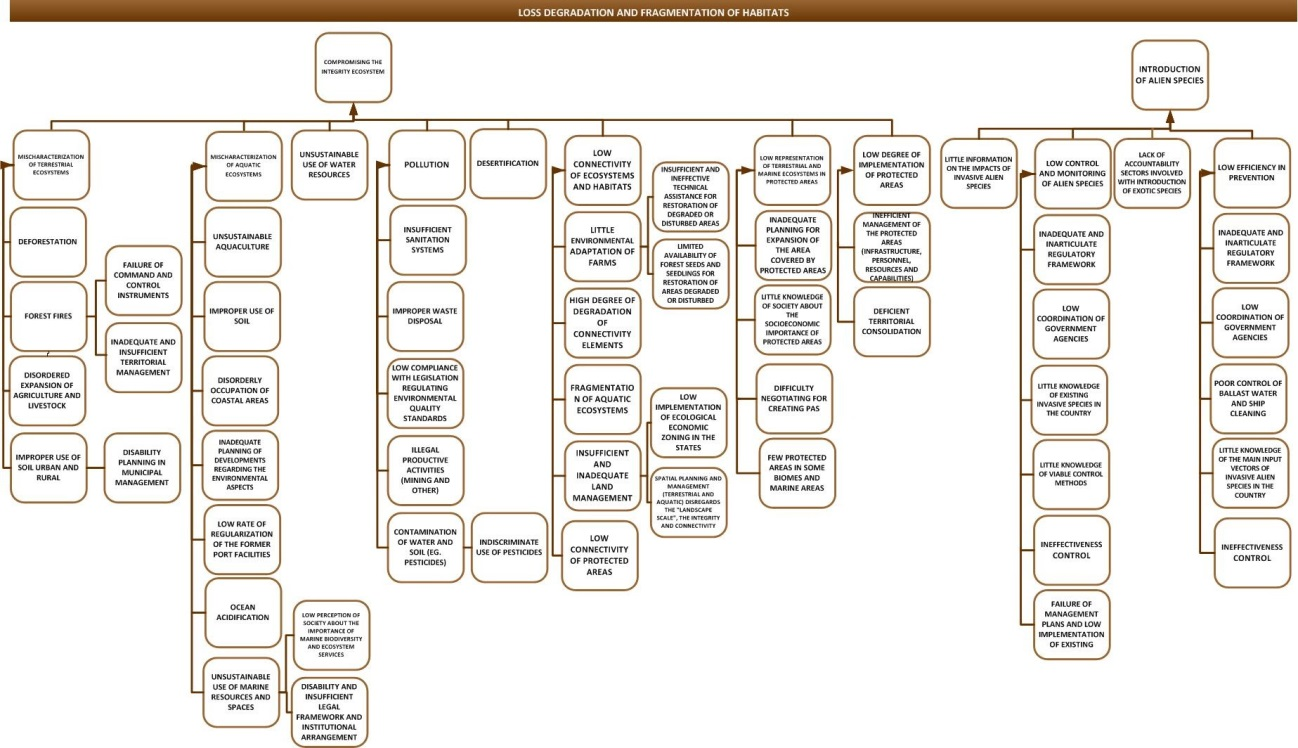 LOSS DEGRADATION AND FRAGMENTATION OF HABITATS
COMPROMISING THE
INTEGRITY ECOSYSTEM
MISCHARACTERIZATION
OF TERRESTRIAL
ECOSYSTEMS
DEFORESTATION
FOREST FIRES
FAILURE OF
COMMAND AND
CONTROL
INSTRUMENTS
INADEQUATE AND
INSUFFICIENT
TERRITORIAL
MANAGEMENT
DISORDERED
EXPANSION OF
AGRICULTURE AND
LIVESTOCK
IMPROPER USE OF
SOIL URBAN AND
RURAL
DISABILITY
PLANNING IN
MUNICIPAL
MANAGEMENT
MISCHARACTERIZATION
OF AQUATIC
ECOSYSTEMS
UNSUSTAINABLE
AQUACULTURE
IMPROPER USE OF
SOIL
DISORDERLY
OCCUPATION OF
COASTAL AREAS
INADEQUATE
PLANNING OF
DEVELOPMENTS
REGARDING THE
ENVIRONMENTAL
ASPECTS
LOW RATE OF
REGULARIZATION
OF THE FORMER
PORT FACILITIES
OCEAN
ACIDIFICATION
UNSUSTAINABLE
USE OF MARINE
RESOURCES AND
SPACES
LOW PERCEPTION OF
SOCIETY ABOUT THE
IMPORTANCE OF
MARINE BIODIVERSITY
AND ECOSYSTEM
SERVICES
DISABILITY AND
INSUFFICIENT
LEGAL
FRAMEWORK AND
INSTITUTIONAL
ARRANGEMENT
UNSUSTAINABLE
USE OF WATER
RESOURCES
POLLUTION
INSUFFICIENT
SANITATION
SYSTEMS
IMPROPER WASTE
DISPOSAL
LOW COMPLIANCE
WITH LEGISLATION
REGULATING
ENVIRONMENTAL
QUALITY
STANDARDS
ILLEGAL
PRODUCTIVE
ACTIVITIES
(MINING AND
OTHER)
CONTAMINATION
OF WATER AND
SOIL (EG.
PESTICIDES)
INDISCRIMINATE
USE OF PESTICIDES
DESERTIFICATION
LOW
CONNECTIVITY
OF ECOSYSTEMS
AND HABITATS
LITTLE
ENVIRONMENTAL
ADAPTATION OF
FARMS
INSUFFICIENT AND
INEFFECTIVE
TECHNICAL
ASSISTANCE FOR
RESTORATION OF
DEGRADED OR
DISTURBED AREAS
LIMITED
AVAILABILITY OF
FOREST SEEDS AND
SEEDLINGS FOR
RESTORATION OF
AREAS DEGRADED
OR DISTURBED
HIGH DEGREE OF
DEGRADATION
OF
CONNECTIVITY
ELEMENTS
FRAGMENTATIO
N OF AQUATIC
ECOSYSTEMS
INSUFFICIENT
AND
INADEQUATE
LAND
MANAGEMENT
LOW
IMPLEMENTATION
OF ECOLOGICAL
ECONOMIC
ZONING IN THE
STATES
SPATIAL PLANNING AND
MANAGEMENT
(TERRESTRIAL AND
AQUATIC) DISREGARDS
THE "LANDSCAPE
SCALE", THE INTEGRITY
AND CONNECTIVITY
LOW
CONNECTIVITY
OF PROTECTED
AREAS
LOW REPRESENTATION
OF TERRESTRIAL AND
MARINE ECOSYSTEMS IN
PROTECTED AREAS
INADEQUATE
PLANNING FOR
EXPANSION OF
THE AREA
COVERED BY
PROTECTED AREAS
LITTLE KNOWLEDGE
OF SOCIETY ABOUT
THE
SOCIOECONOMIC
IMPORTANCE OF
PROTECTED AREAS
DIFFICULTY
NEGOTIATING FOR
CREATING PAS
FEW PROTECTED
AREAS IN SOME
BIOMES AND
MARINE AREAS
LOW DEGREE OF
IMPLEMENTATION
OF PROTECTED
AREAS
INEFFICIENT
MANAGEMENT OF
THE PROTECTED
AREAS
(INFRASTRUCTURE,
PERSONNEL,
RESOURCES AND
CAPABILITIES)
DEFICIENT
TERRITORIAL
CONSOLIDATION
INTRODUCTION
OF ALIEN SPECIES
LITTLE INFORMATION
ON THE IMPACTS OF
INVASIVE ALIEN
SPECIES
LOW CONTROL
AND MONITORING
OF ALIEN SPECIES
INADEQUATE AND
INARTICULATE
REGULATORY
FRAMEWORK
LOW
COORDINATION OF
GOVERNMENT
AGENCIES
LITTLE KNOWLEDGE
OF EXISTING
INVASIVE SPECIES IN
THE COUNTRY
LITTLE KNOWLEDGE
OF VIABLE CONTROL
METHODS
INEFFECTIVENESS
CONTROL
FAILURE OF
MANAGEMENT
PLANS AND LOW
IMPLEMENTATION
OF EXISTING
LACK OF
ACCOUNTABILITY
SECTORS INVOLVED
WITH INTRODUCTION
OF EXOTIC SPECIES
LOW EFFICIENCY IN
PREVENTION
INADEQUATE AND
INARTICULATE
REGULATORY
FRAMEWORK
LOW
COORDINATION OF
GOVERNMENT
AGENCIES
POOR CONTROL OF
BALLAST WATER
AND SHIP
CLEANING
LITTLE KNOWLEDGE
OF THE MAIN INPUT
VECTORS OF
INVASIVE ALIEN
SPECIES IN THE
COUNTRY
INEFFECTIVENESS
CONTROL